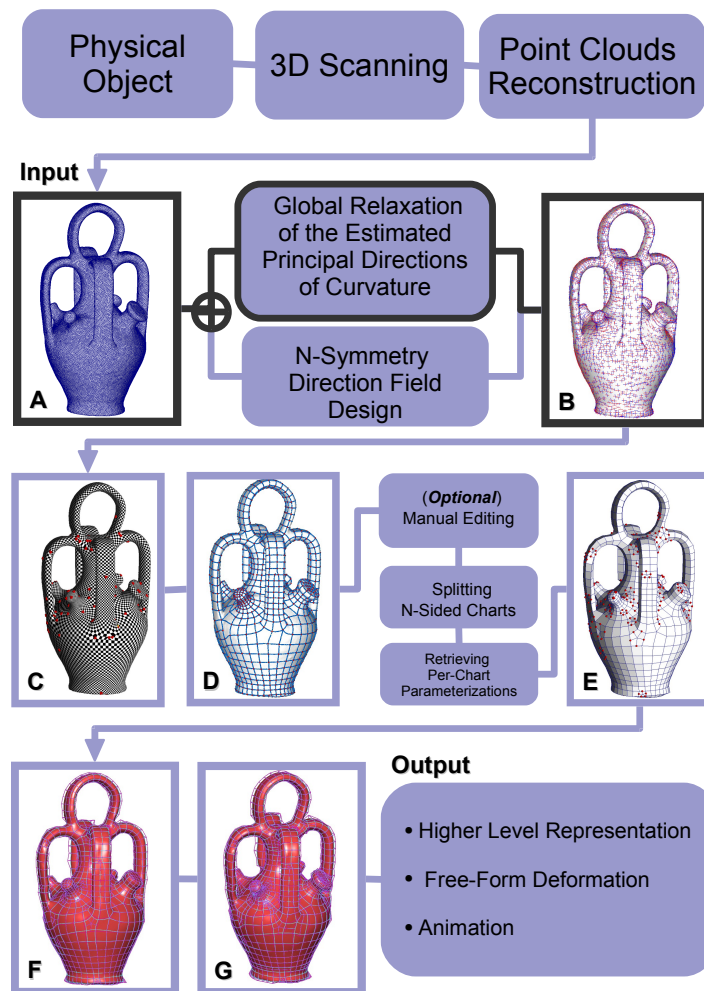 Physical
Object
3D Scanning
Point Clouds
Reconstruction
Input
A
Global Relaxation
of the Estimated
Principal Directions
of Curvature
N-Symmetry
Direction Field
Design
B
C
D
(Optional)
Manual Editing
Splitting
N-Sided Charts
Retrieving
Per-Chart
Parameterizations
E
F
G
Output
• Higher Level Representation
• Free-Form Deformation
• Animation